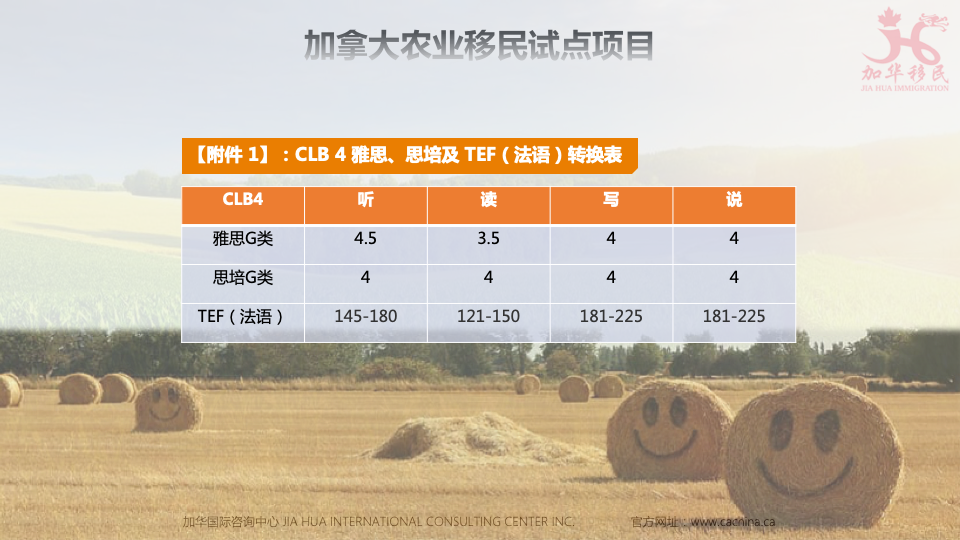 加拿大农业移民试点项目
加华移民
JIA HUA IMMIGRATION
【附件 1】：CLB 4 雅思、思培及 TEF（法语）转换表
CLB4 听 读 写 说
雅思G类 4.5 3.5 4 4
思培G类 4 4 4 4
TEF（法语） 145-180 121-150 181-225 181-225
加华国际咨询中心 JIA HUA INTERNATIONAL CONSULTING CENTER INC. 官方网址：www.cachina.ca